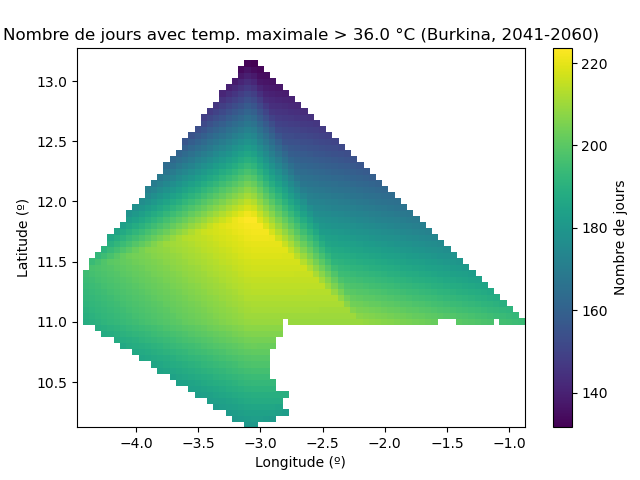 Nombre de jours avec temp. maximale > 36.0 °C (Burkina, 2041-2060)
13.0
12.5
12.0
11.5
11.0
10.5
Latitude (º)
−4.0 −3.5 −3.0 −2.5 −2.0 −1.5 −1.0
Longitude (º)
220
200
180
160
140
Nombre de jours